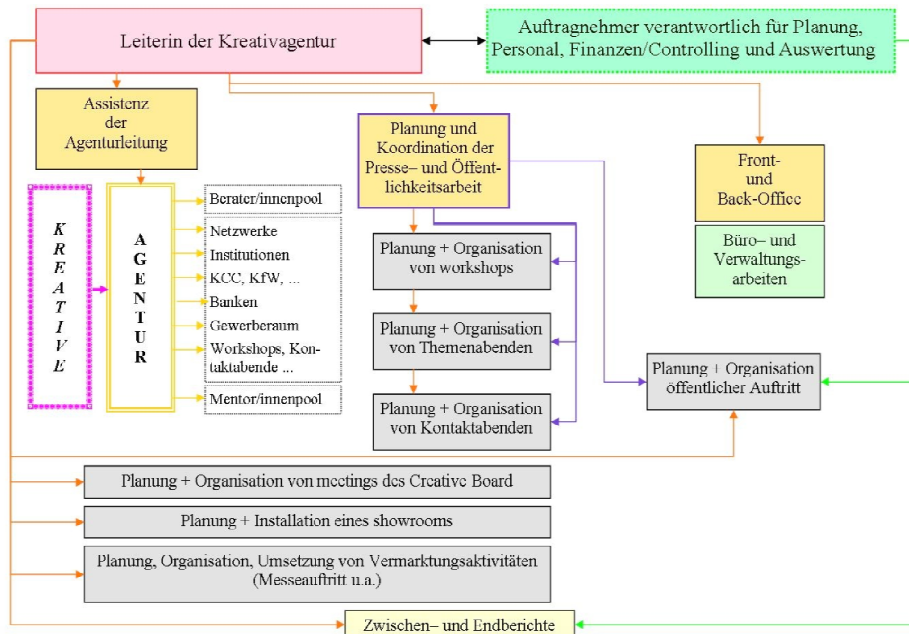 Leiterin der Kreativagentur
Auftragnehmer verantwortlich für Planung,
Personal, Finanzen/Controlling und Auswertung
Assistenz
der
Agenturleitung
Planung und
Koordination der
Presse– und Öffent-
lichkeitsarbeit
Front-
und
Back-Office
Büro– und
Verwaltungs-
arbeiten
KREATIVE
AGENTUR
Berater/innenpool
Netzwerke
Institutionen
KCC, KfW, ...
Banken
Gewerberaum
Workshops, Kon-
taktabende ...
Mentor/innenpool
Planung + Organisation
von workshops
Planung + Organisation
von Themenabenden
Planung + Organisation
von Kontaktabenden
Planung + Organisation
öffentlicher Auftritt
Planung + Organisation von meetings des Creative Board
Planung + Installation eines showrooms
Planung, Organisation, Umsetzung von Vermarktungsaktivitäten
(Messeauftritt u.a.)
Zwischen– und Endberichte